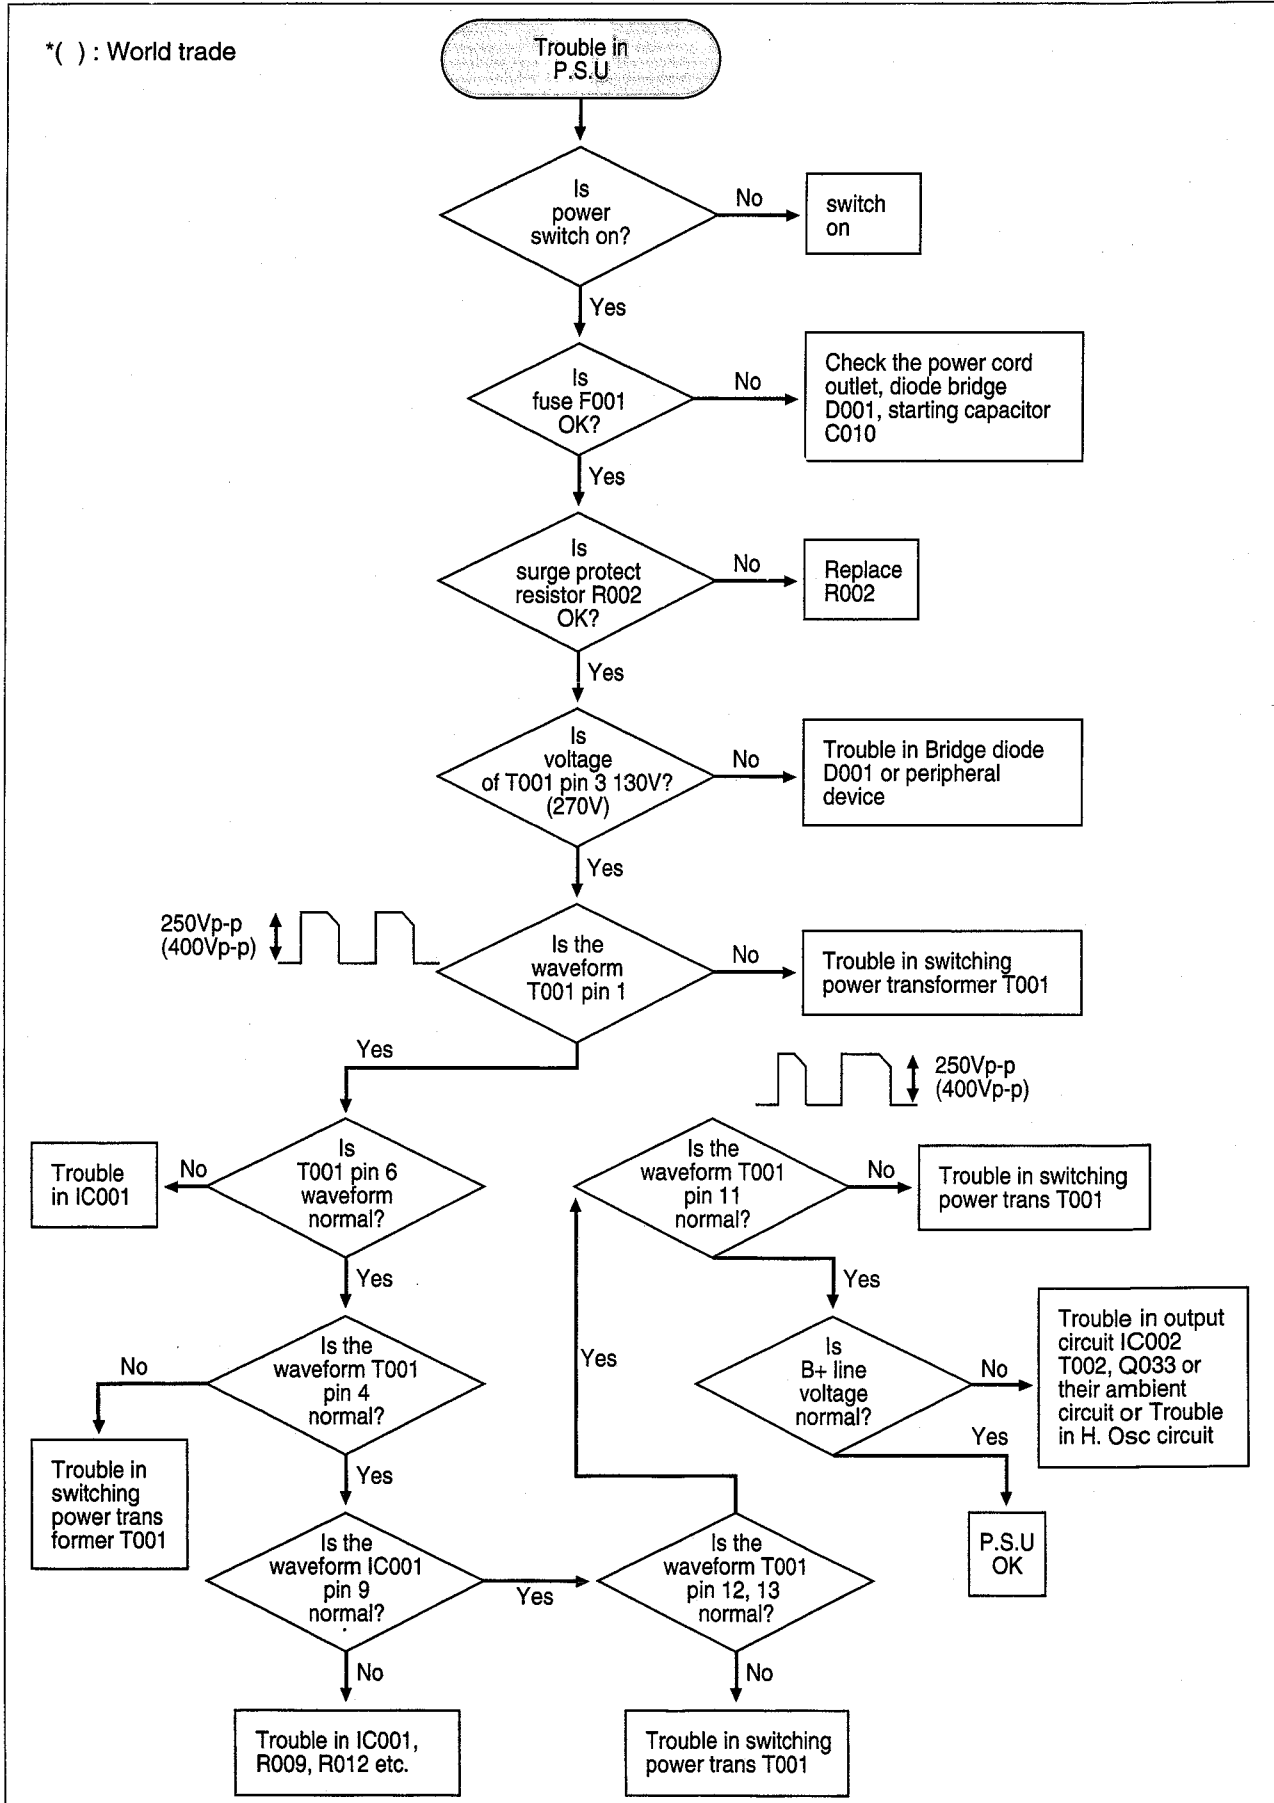 *( ) : World trade
Trouble in
P.S.U
Is
power
switch on?
No
switch
on
Yes
Is
fuse F001
OK?
No
Check the power cord
outlet, diode bridge
D001, starting capacitor
C010
Yes
Is
surge protect
resistor R002
OK?
No
Replace
R002
Yes
Is
voltage
of T001 pin 3 130V?
(270V)
No
Trouble in Bridge diode
D001 or peripheral
device
Yes
250Vp-p
(400Vp-p)
Is the
waveform
T001 pin 1
No
Trouble in switching
power transformer T001
Yes
250Vp-p
(400Vp-p)
Is
T001 pin 6
waveform
normal?
No
Trouble
in IC001
Yes
Is the
waveform T001
pin 11
normal?
No
Trouble in switching
power trans T001
Yes
Is the
waveform T001
pin 4
normal?
No
Trouble in
switching
power trans
former T001
Yes
Yes
Is
B+ line
voltage
normal?
No
Trouble in output
circuit IC002
T002, Q033 or
their ambient
circuit or Trouble
in H. Osc circuit
Yes
P.S.U
OK
Is the
waveform IC001
pin 9
normal?
Yes
Is the
waveform T001
pin 12, 13
normal?
No
Trouble in IC001,
R009, R012 etc.
No
Trouble in switching
power trans T001